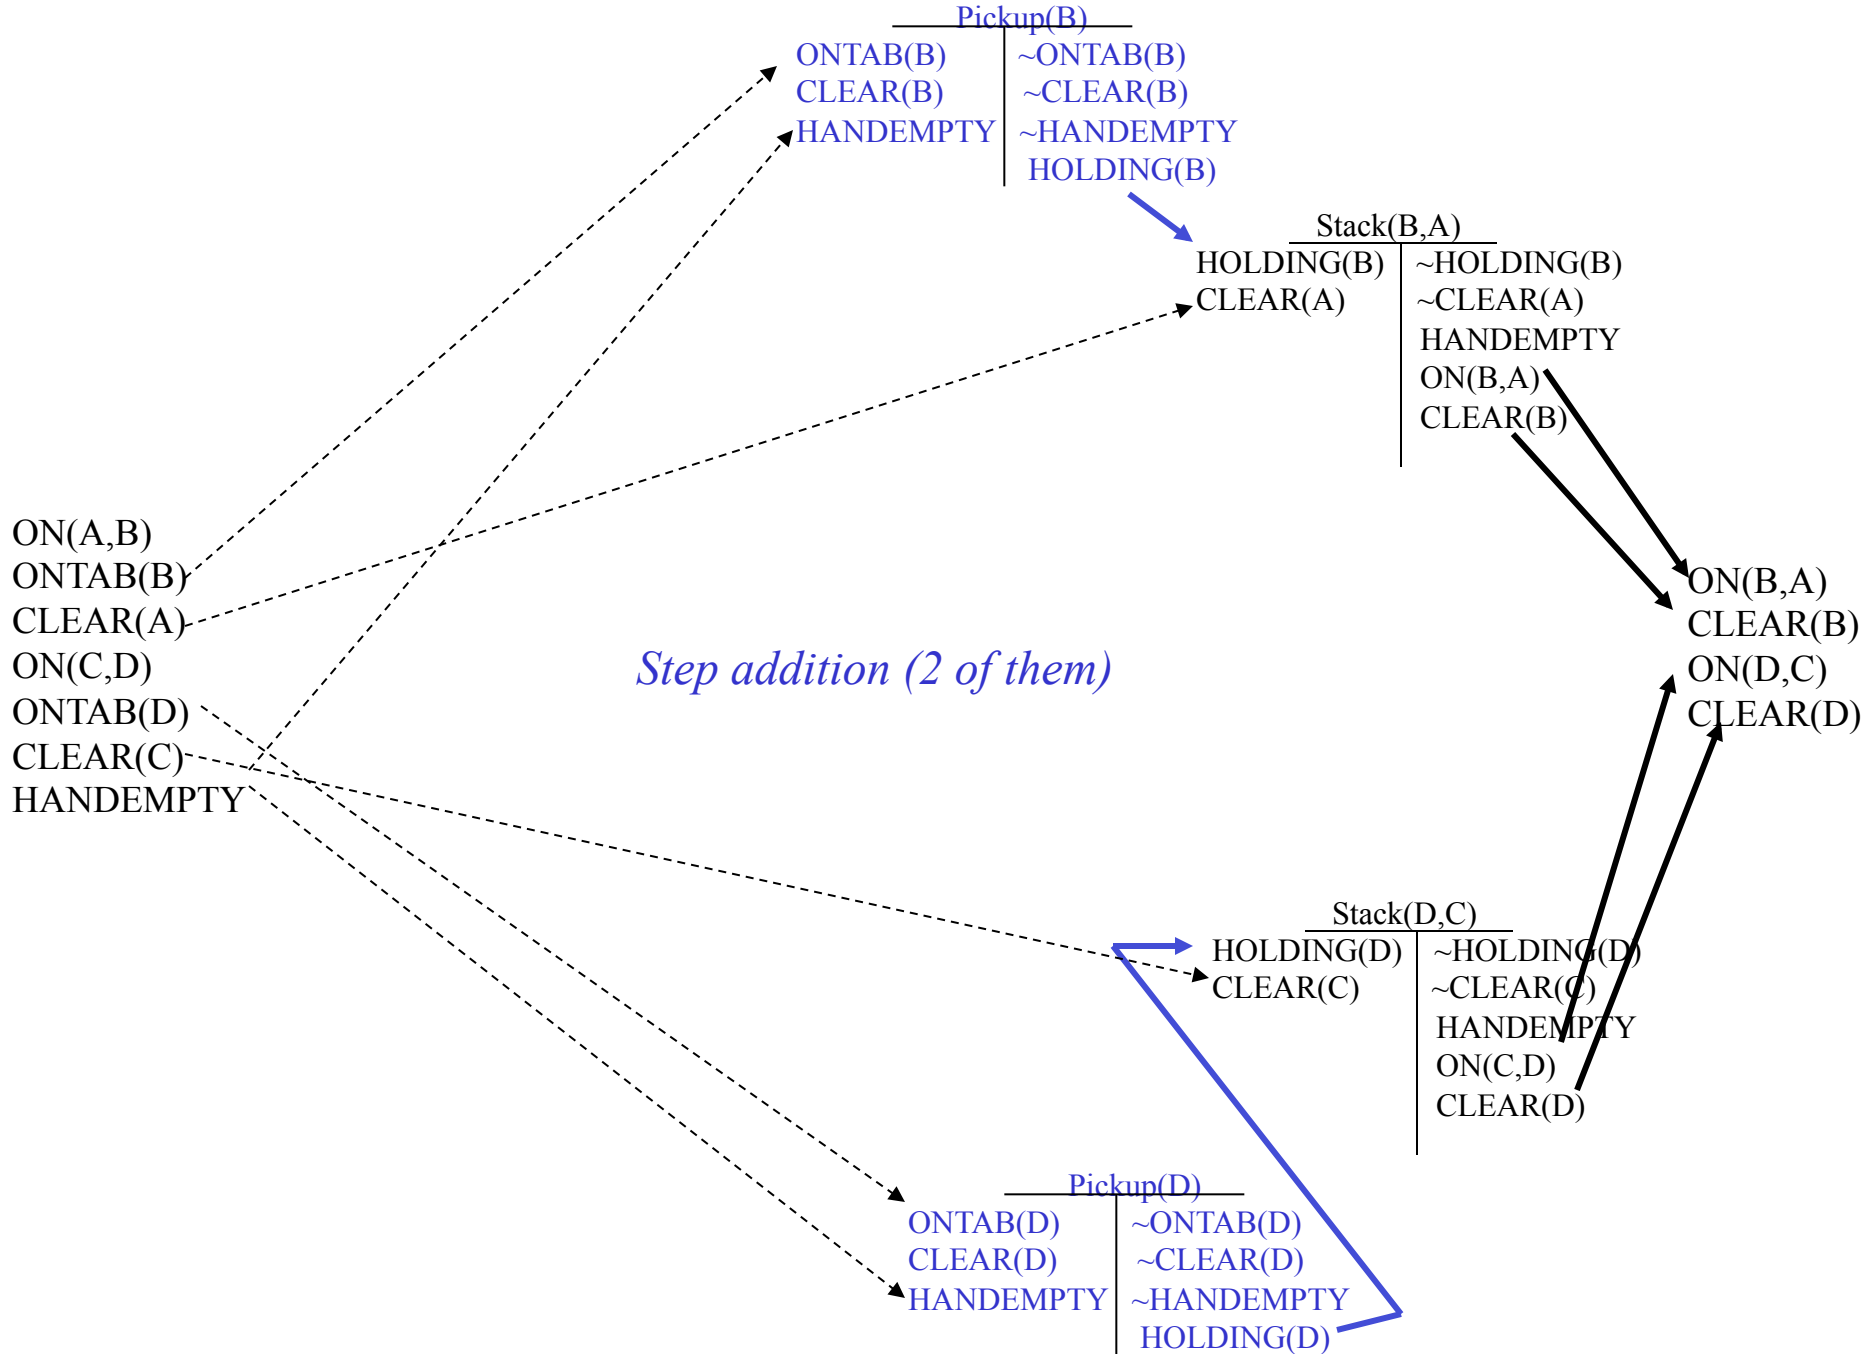 Pickup(B)
ONTAB(B) ~ONTAB(B)
CLEAR(B) ~CLEAR(B)
HANDEMPTY ~HANDEMPTY
HOLDING(B)
Stack(B,A)
HOLDING(B) ~HOLDING(B)
CLEAR(A) ~CLEAR(A)
HANDEMPTY
ON(B,A)
CLEAR(B)
ON(A,B)
ONTAB(B)
CLEAR(A)
ON(C,D)
ONTAB(D)
CLEAR(C)
HANDEMPTY
Step addition (2 of them)
ON(B,A)
CLEAR(B)
ON(D,C)
CLEAR(D)
Stack(D,C)
HOLDING(D) ~HOLDING(D)
CLEAR(C) ~CLEAR(C)
HANDEMPTY
ON(C,D)
CLEAR(D)
Pickup(D)
ONTAB(D) ~ONTAB(D)
CLEAR(D) ~CLEAR(D)
HANDEMPTY ~HANDEMPTY
HOLDING(D)